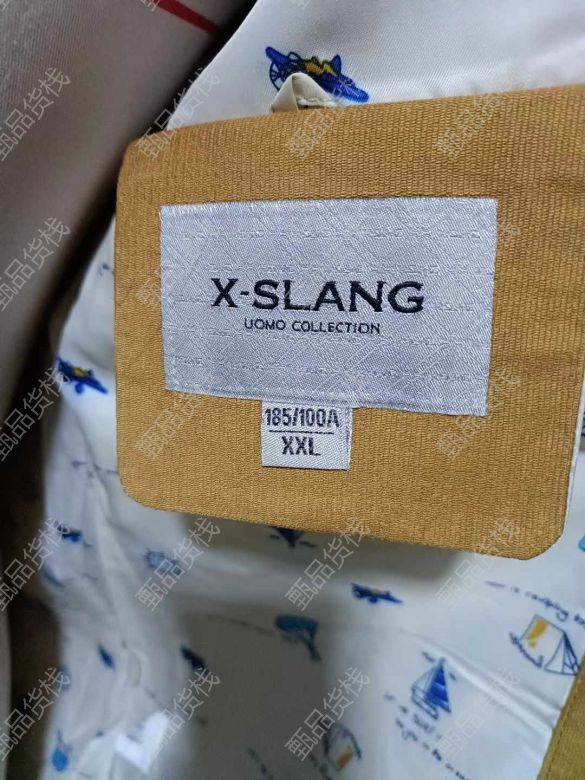 X-SLANG
UOMO COLLECTION
185/100A
XXL
甄品货栈